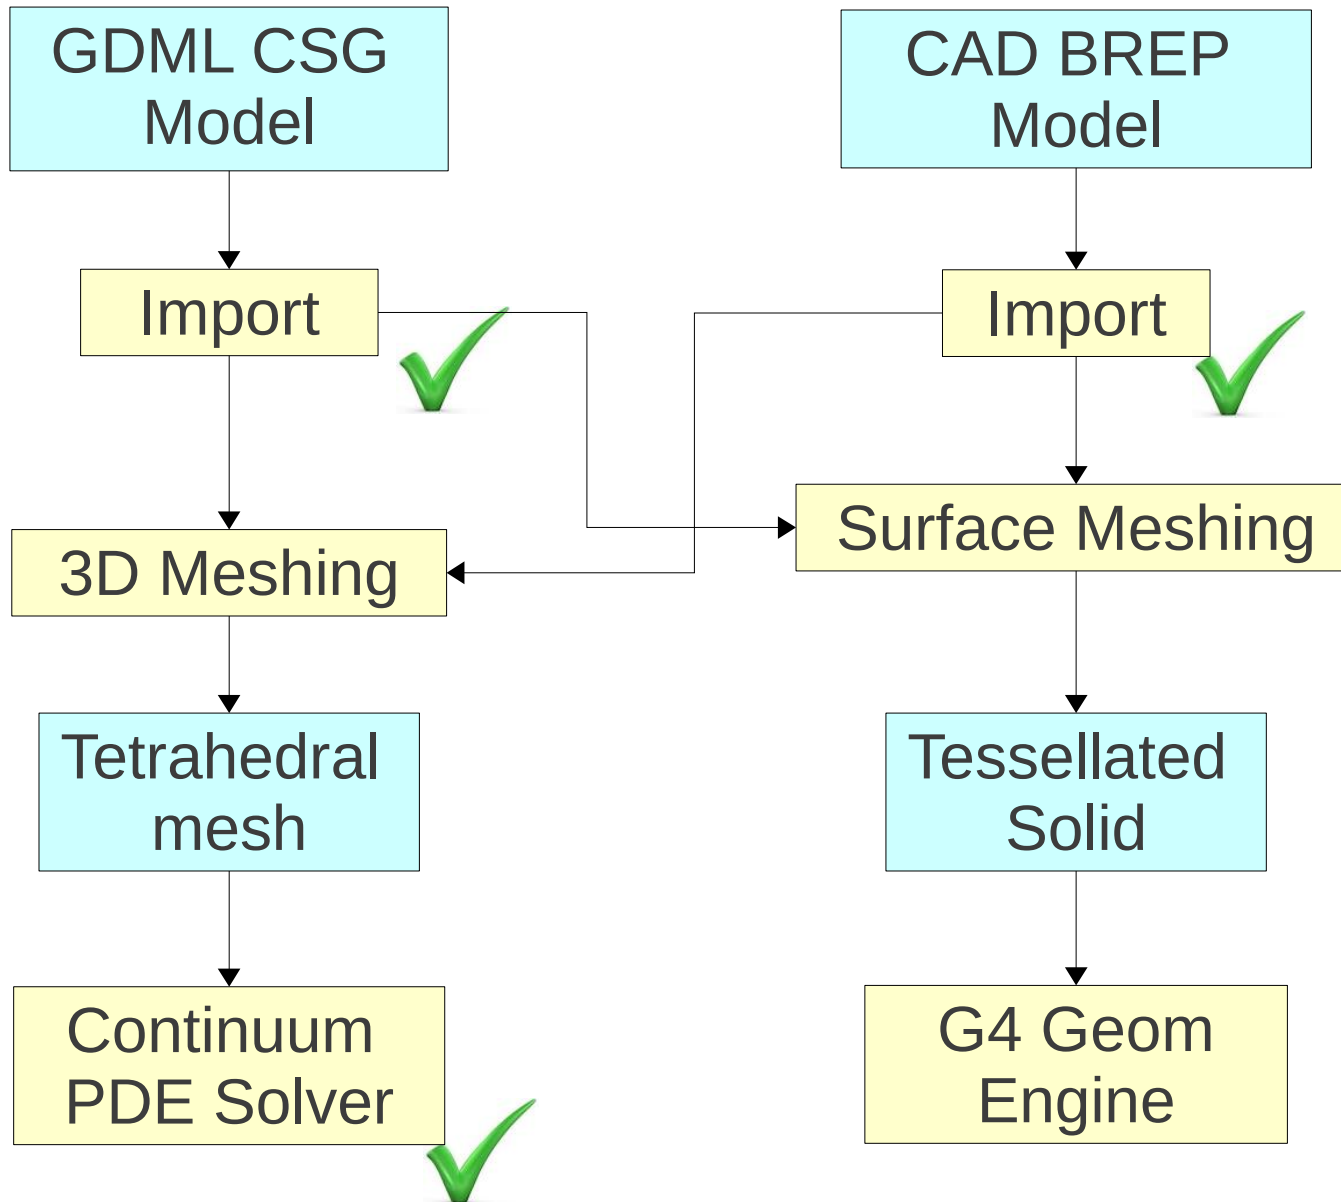 GDML CSG
Model
CAD BREP
Model
Import
Import
3D Meshing
Surface Meshing
Tetrahedral
mesh
Tessellated
Solid
Continuum
PDE Solver
G4 Geom
Engine